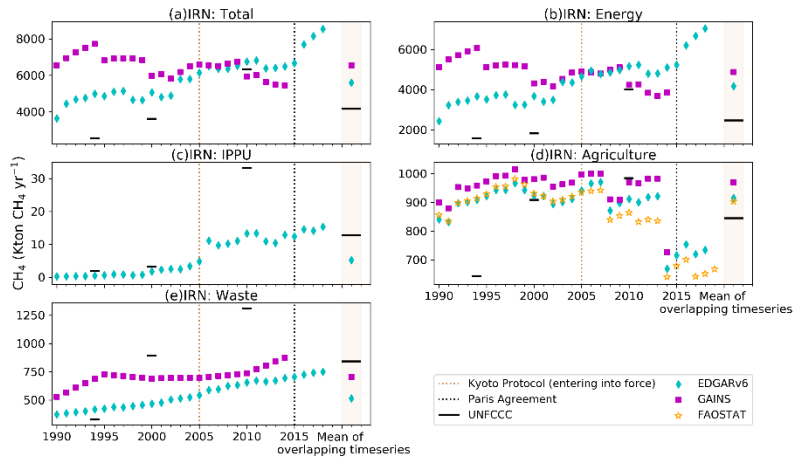 (a)IRN: Total
8000
6000
4000
(b)IRN: Energy
6000
4000
2000
(c)IRN: IPPU
30
20
10
0
CH₄ (Kton CH₄ yr⁻¹)
(d)IRN: Agriculture
1000
900
800
700
1990 1995 2000 2005 2010 2015 Mean of
overlapping timeseries
(e)IRN: Waste
1250
1000
750
500
1990 1995 2000 2005 2010 2015 Mean of
overlapping timeseries
Kyoto Protocol (entering into force)
Paris Agreement
UNFCCC
EDGARv6
GAINS
FAOSTAT